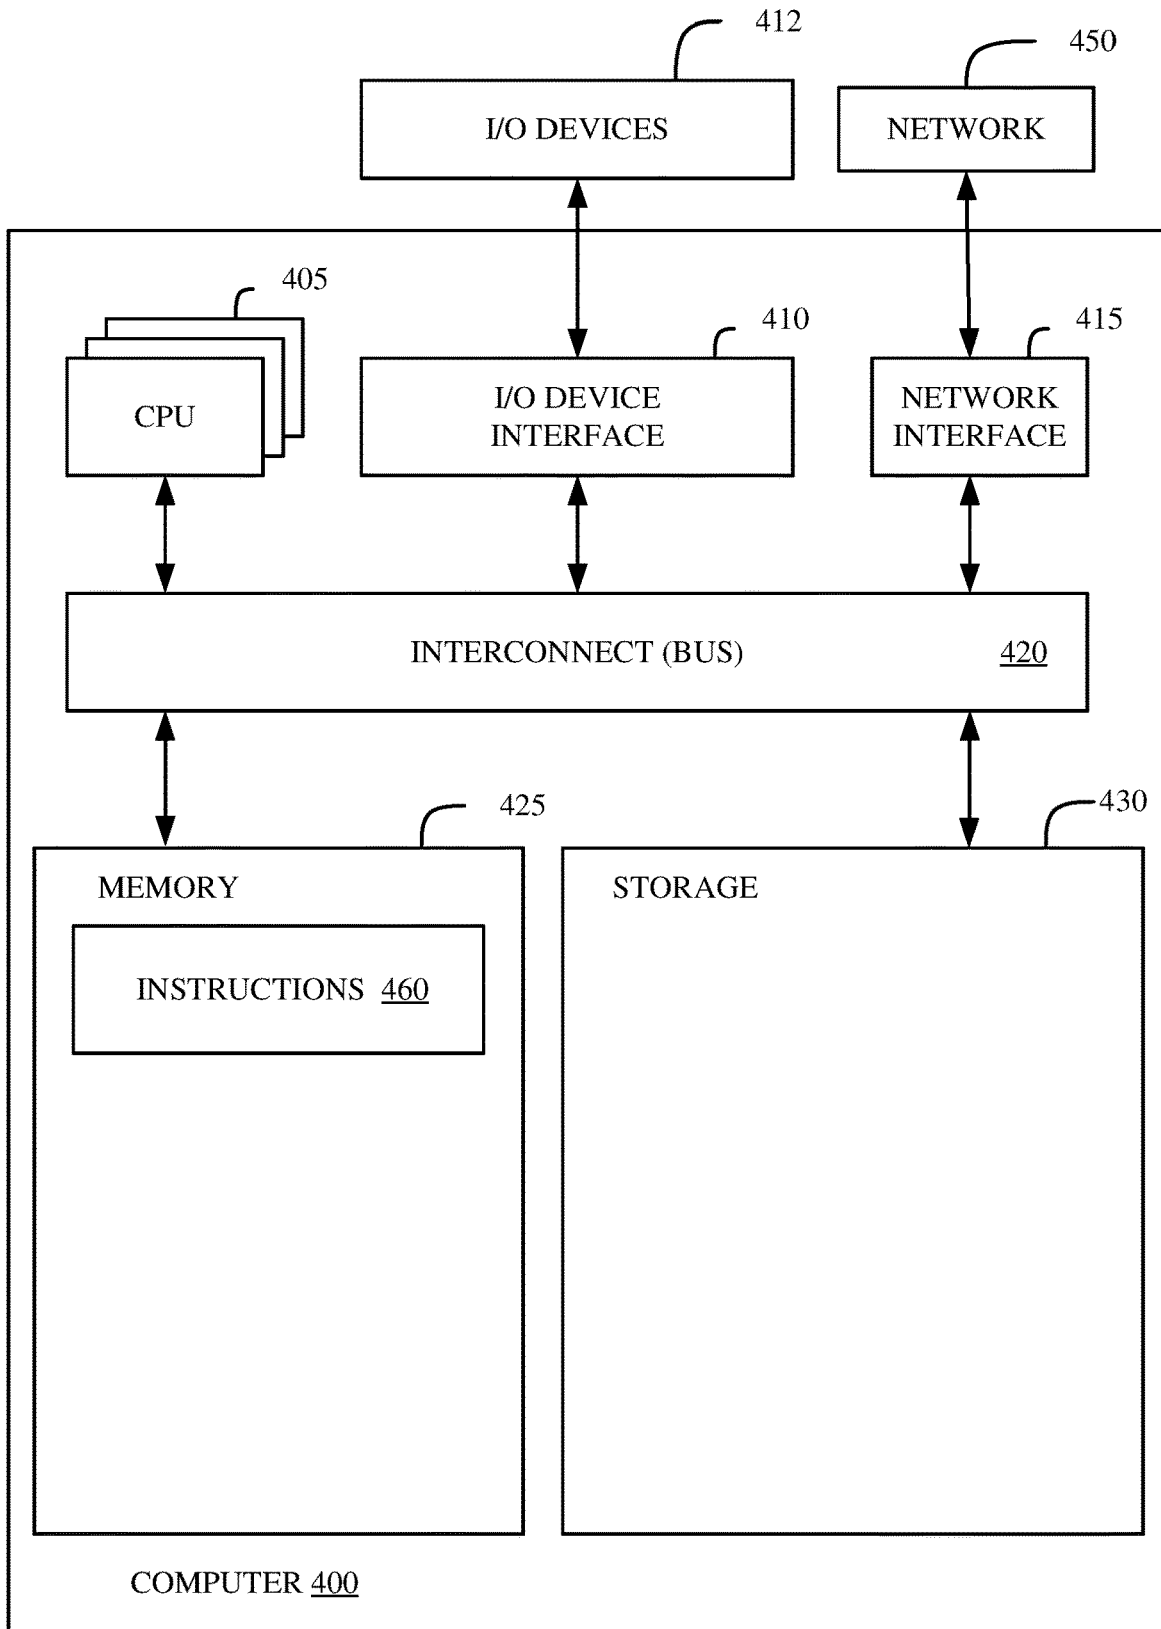 412
450
I/O DEVICES
NETWORK
405
410
415
CPU
I/O DEVICE
INTERFACE
NETWORK
INTERFACE
INTERCONNECT (BUS) 420
425
430
MEMORY
STORAGE
INSTRUCTIONS 460
COMPUTER 400